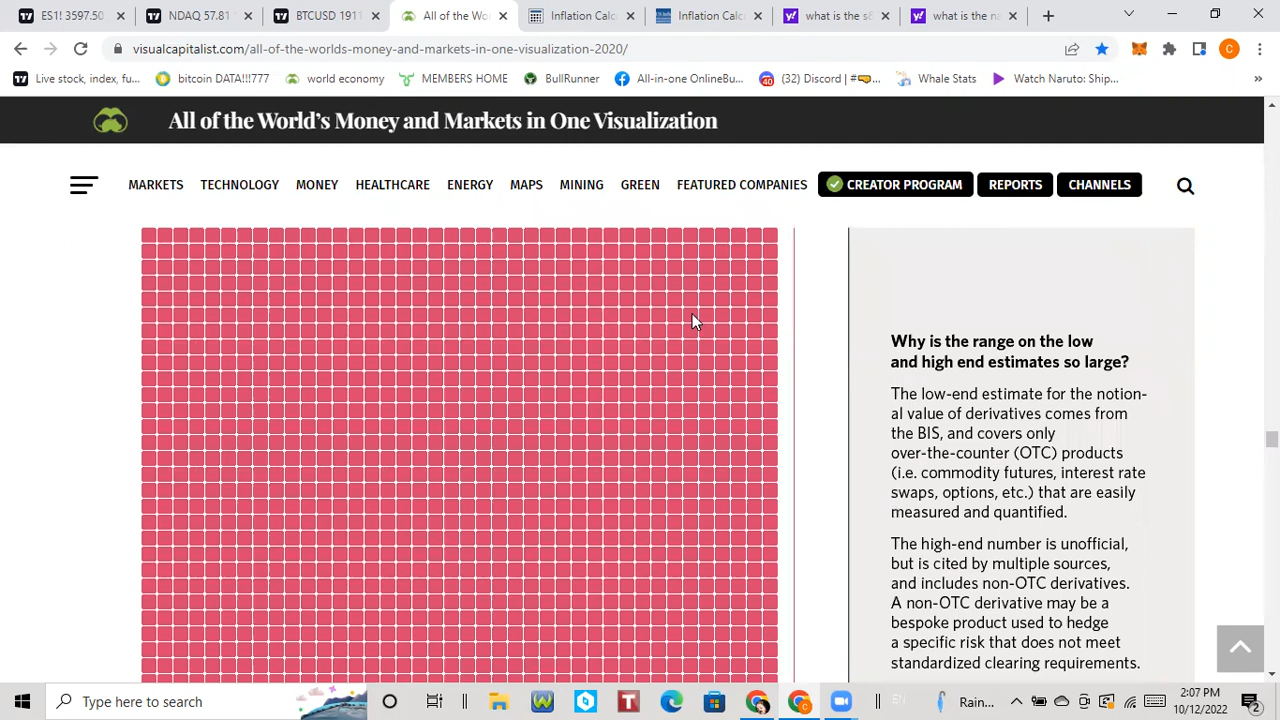 ES1! 3597.50
NDAQ 57.
BTCUSD 191
All of the Wor
Inflation Calc
Inflation Calc
what is the s&
what is the na
visualcapitalist.com/all-of-the-worlds-money-and-markets-in-one-visualization-2020/
C
Live stock, index, fu...
bitcoin DATA!!!777
world economy
MEMBERS HOME
BullRunner
All-in-one OnlineBu...
40
(32) Discord | #
Whale Stats
Watch Naruto: Ship...
»
All of the World's Money and Markets in One Visualization
MARKETS TECHNOLOGY MONEY HEALTHCARE ENERGY MAPS MINING GREEN FEATURED COMPANIES CREATOR PROGRAM REPORTS CHANNELS
Why is the range on the low
and high end estimates so large?
The low-end estimate for the notion-
al value of derivatives comes from
the BIS, and covers only
over-the-counter (OTC) products
(i.e. commodity futures, interest rate
swaps, options, etc.) that are easily
measured and quantified.
The high-end number is unofficial,
but is cited by multiple sources,
and includes non-OTC derivatives.
A non-OTC derivative may be a
bespoke product used to hedge
a specific risk that does not meet
standardized clearing requirements.
Type here to search
EN
Rain...
2:07 PM
10/12/2022
2